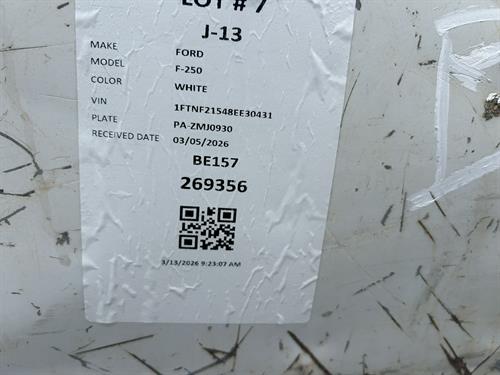 LOT # 7
J-13
MAKE FORD
MODEL F-250
COLOR WHITE
VIN 1FTNF21548EE30431
PLATE PA-ZMJ0930
RECEIVED DATE 03/05/2026
BE157
269356
3/13/2026 9:23:07 AM